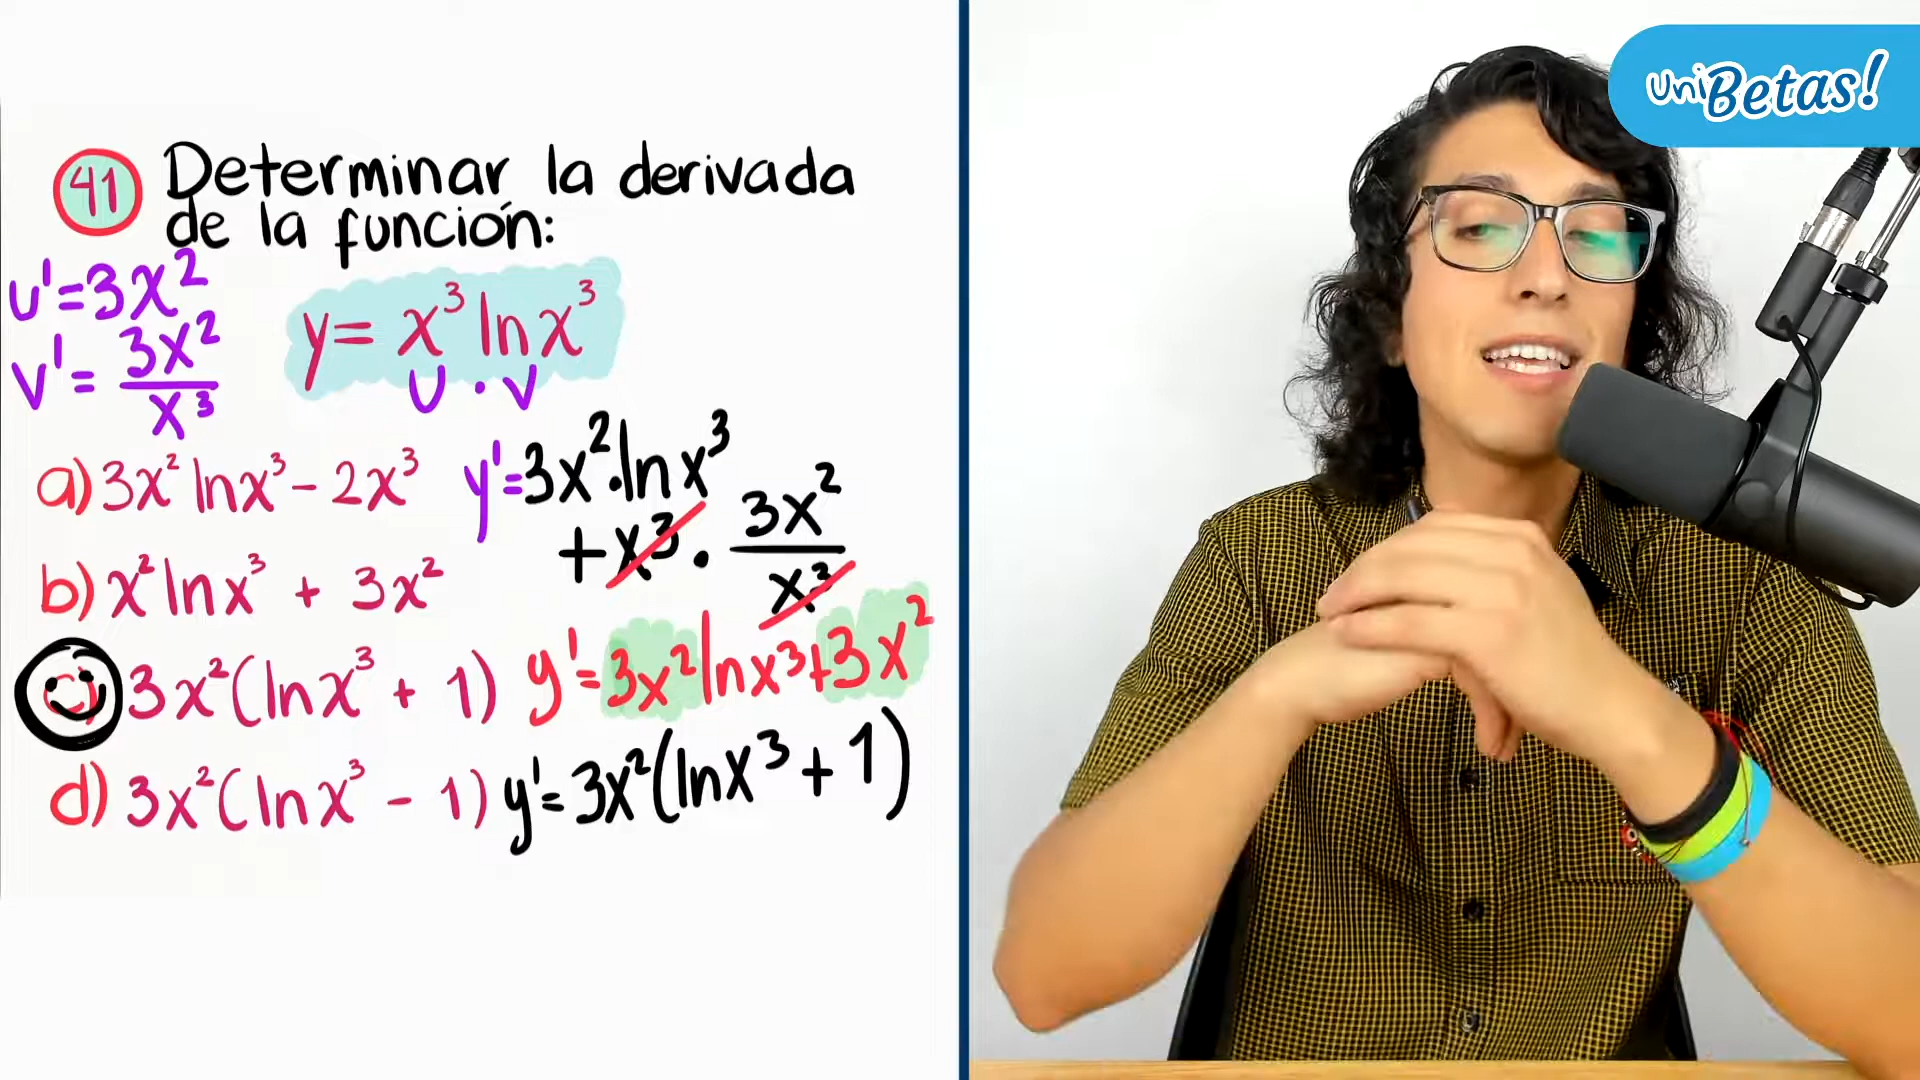 41 Determinar la derivada
de la función:
u'=3x²
v'= 3x²/x³
y= x³ ln x³
u · v
a) 3x² ln x³ - 2x³
b) x² ln x³ + 3x²
c) 3x² (ln x³ + 1)
d) 3x² (ln x³ - 1)
y'=3x²·ln x³
+x³ · 3x²/x³
y'=3x² ln x³+3x²
y'=3x²(ln x³ + 1)
uniBetas!